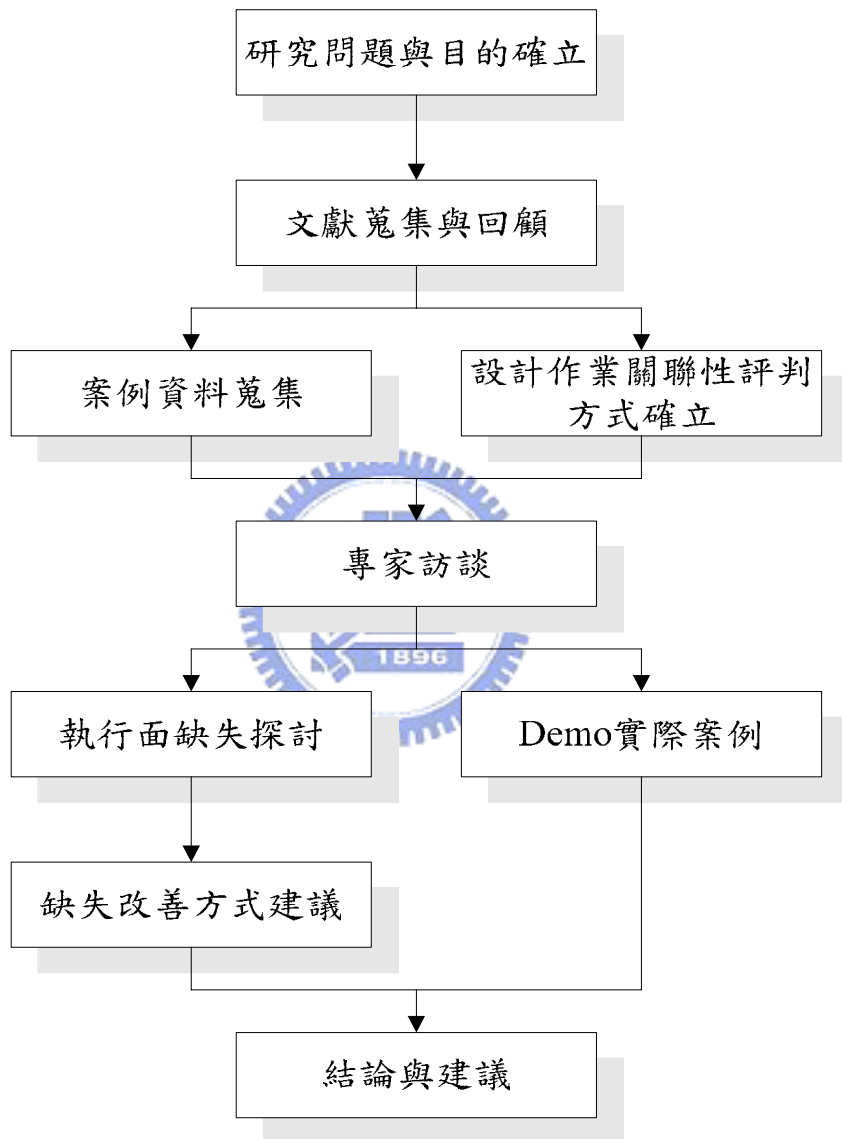 研究問題與目的確立
文獻蒐集與回顧
案例資料蒐集
設計作業關聯性評判
方式確立
專家訪談
1896
執行面缺失探討
Demo實際案例
缺失改善方式建議
結論與建議